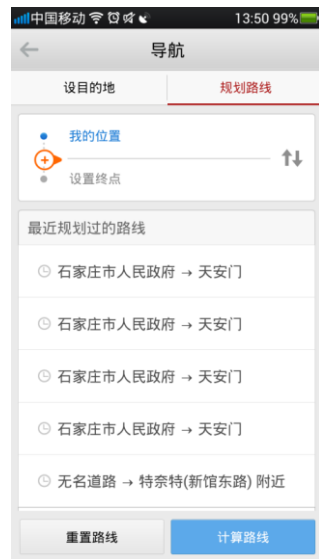 中国移动 13:50 99%
导航
设目的地 规划路线
我的位置
设置终点
最近规划过的路线
石家庄市人民政府 → 天安门
石家庄市人民政府 → 天安门
石家庄市人民政府 → 天安门
石家庄市人民政府 → 天安门
无名道路 → 特奈特(新馆东路) 附近
重置路线 计算路线